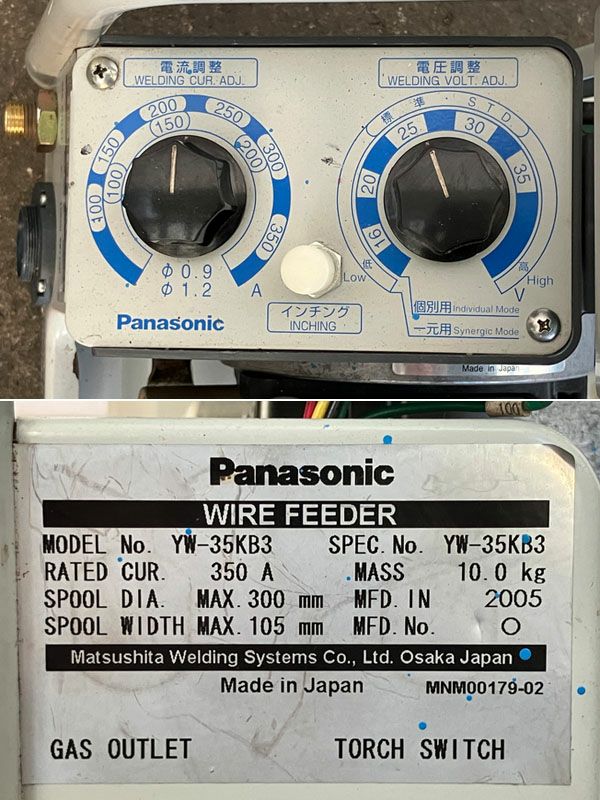 電流調整
WELDING CUR. ADJ.
電圧調整
WELDING VOLT. ADJ.
100 150 200 250 300 350
100 150 200
φ 0.9
φ 1.2
A
標準 STD
16 20 25 30 35
低 Low
高 High
V
インチング
INCHING
個別用 Individual Mode
一元用 Synergic Mode
Panasonic
Made in Japan
100
Panasonic
WIRE FEEDER
MODEL No. YW-35KB3 SPEC.No. YW-35KB3
RATED CUR. 350 A MASS 10.0 kg
SPOOL DIA. MAX.300 mm MFD.IN 2005
SPOOL WIDTH MAX.105 mm MFD.No. O
Matsushita Welding Systems Co., Ltd. Osaka Japan
Made in Japan MNM00179-02
GAS OUTLET TORCH SWITCH